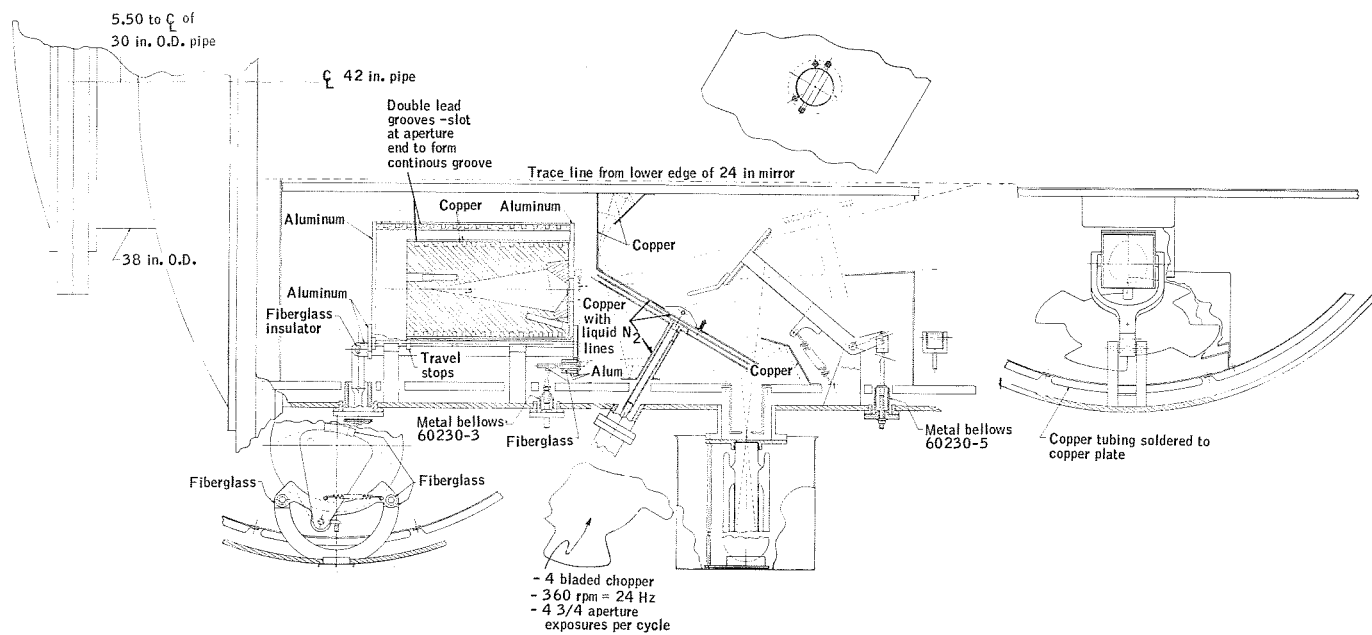 5.50 to ℄ of
30 in. O.D. pipe
℄ 42 in. pipe
Double lead
grooves -slot
at aperture
end to form
continous groove
Trace line from lower edge of 24 in mirror
Aluminum
Copper
Aluminum
Copper
38 in. O.D.
Aluminum
Fiberglass
insulator
Travel
stops
Copper
with
liquid N2
lines
Alum
Copper
Metal bellows
60230-3
Fiberglass
Metal bellows
60230-5
Copper tubing soldered to
copper plate
Fiberglass
Fiberglass
- 4 bladed chopper
- 360 rpm = 24 Hz
- 4 3/4 aperture
exposures per cycle